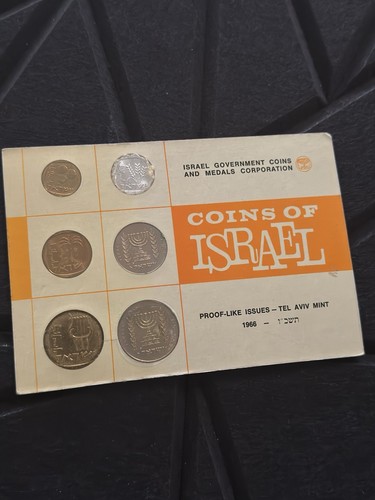 ISRAEL GOVERNMENT COINS
AND MEDALS CORPORATION
COINS OF
ISRAEL
PROOF-LIKE ISSUES – TEL AVIV MINT
1966 – תשכ"ו